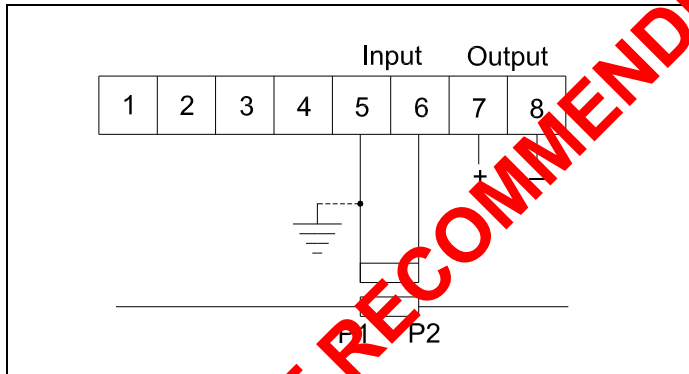 Input Output
1 2 3 4 5 6 7 8
+ −
P1 P2
RECOMMEND